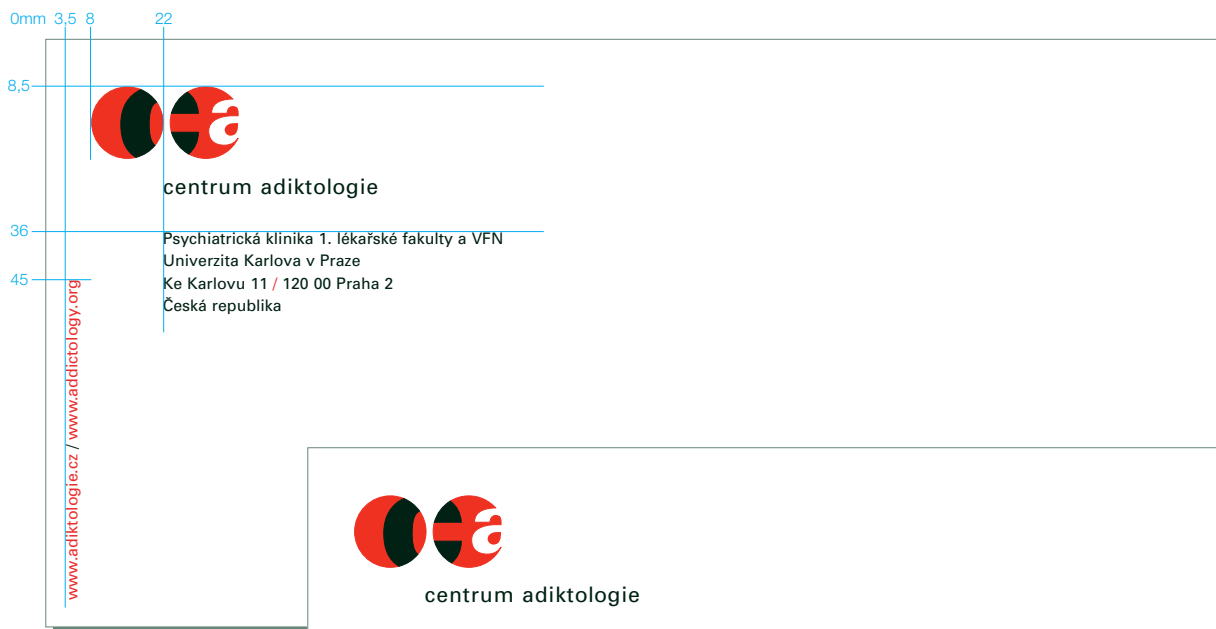 0mm 3,5 8 22
8,5
centrum adiktologie
36
Psychiatrická klinika 1. lékařské fakulty a VFN
Univerzita Karlova v Praze
45
Ke Karlovu 11 / 120 00 Praha 2
Česká republika
www.adiktologie.cz / www.addictology.org
a
centrum adiktologie
a